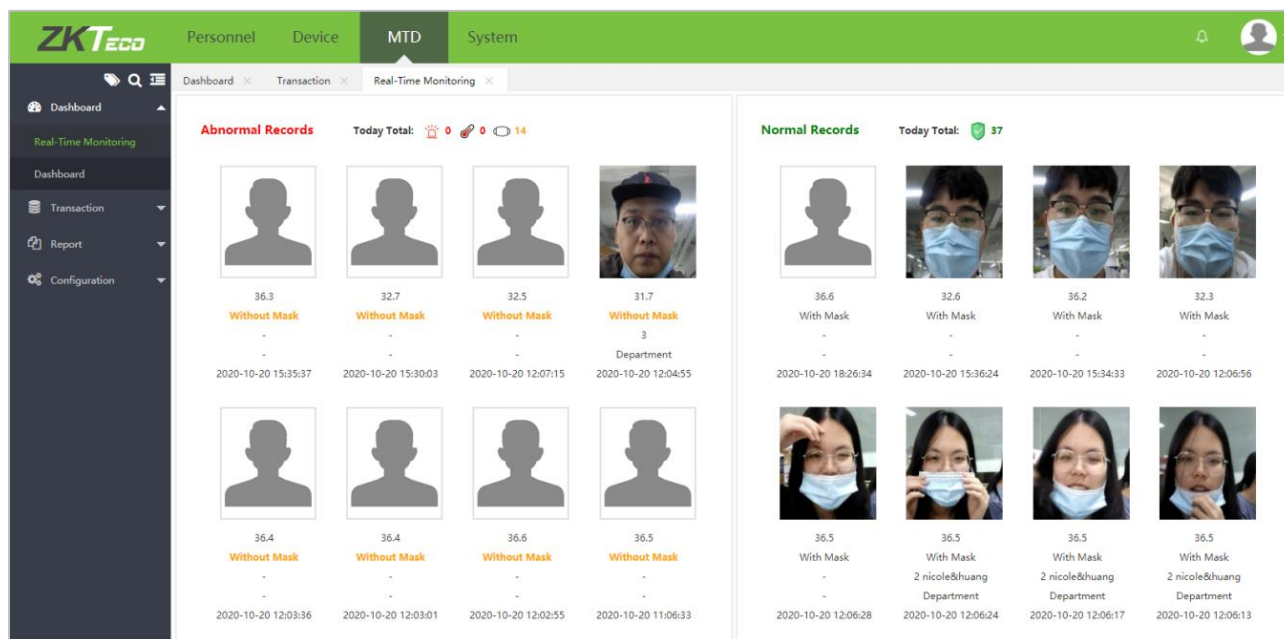 ZKTECO
Personnel Device MTD System
Dashboard Transaction Real-Time Monitoring
Dashboard
Real-Time Monitoring
Dashboard
Transaction
Report
Configuration
Abnormal Records Today Total: 0 0 14
36.3 32.7 32.5 31.7
Without Mask Without Mask Without Mask Without Mask
- - - 3
- - - Department
2020-10-20 15:35:37 2020-10-20 15:30:03 2020-10-20 12:07:15 2020-10-20 12:04:55
36.4 36.4 36.6 36.5
Without Mask Without Mask Without Mask Without Mask
- - - -
- - - -
2020-10-20 12:03:36 2020-10-20 12:03:01 2020-10-20 12:02:55 2020-10-20 11:06:33
Normal Records Today Total: 37
36.6 32.6 36.2 32.3
With Mask With Mask With Mask With Mask
- - - -
- - - -
2020-10-20 18:26:34 2020-10-20 15:36:24 2020-10-20 15:34:33 2020-10-20 12:06:56
36.5 36.5 36.5 36.5
With Mask With Mask With Mask With Mask
- 2 nicole&huang 2 nicole&huang 2 nicole&huang
- Department Department Department
2020-10-20 12:06:28 2020-10-20 12:06:24 2020-10-20 12:06:17 2020-10-20 12:06:13